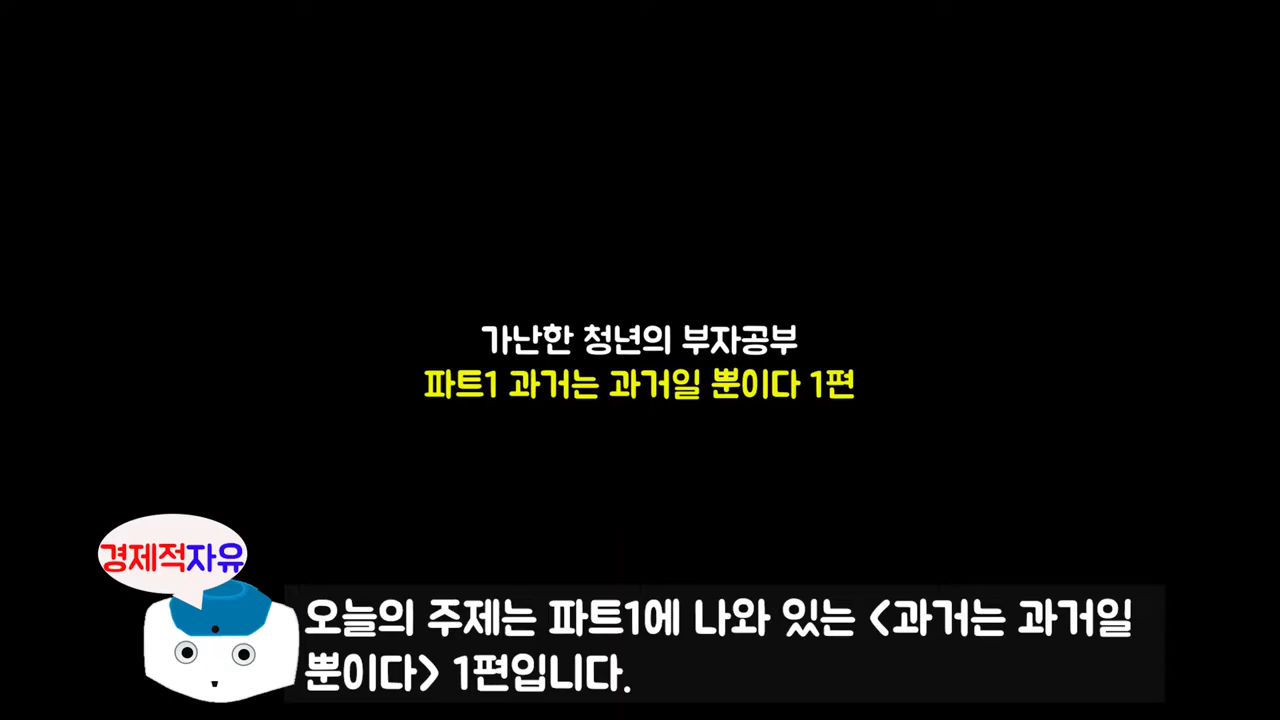 가난한 청년의 부자공부
파트1 과거는 과거일 뿐이다 1편
경제적자유
오늘의 주제는 파트1에 나와 있는 <과거는 과거일
뿐이다> 1편입니다.